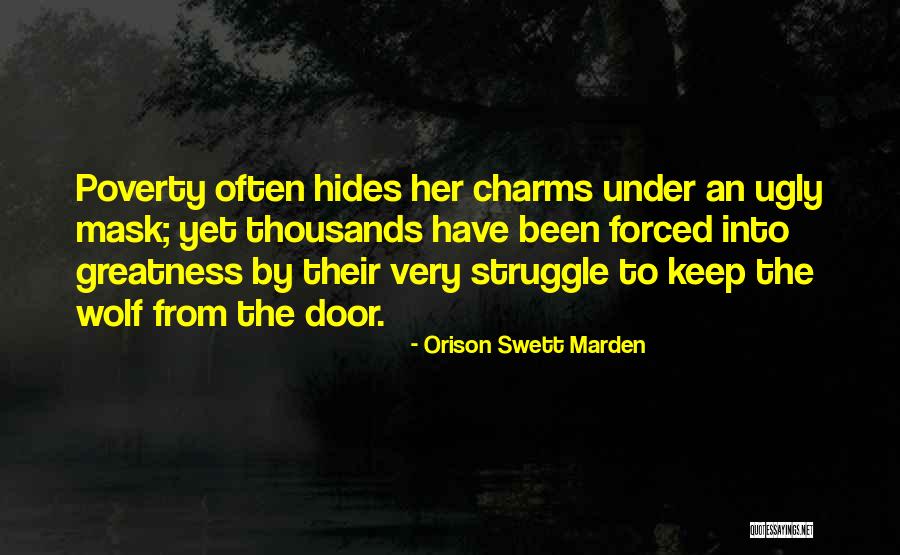 Poverty often hides her charms under an ugly
mask; yet thousands have been forced into
greatness by their very struggle to keep the
wolf from the door.
- Orison Swett Marden
QUOTESSAYINGS.NET